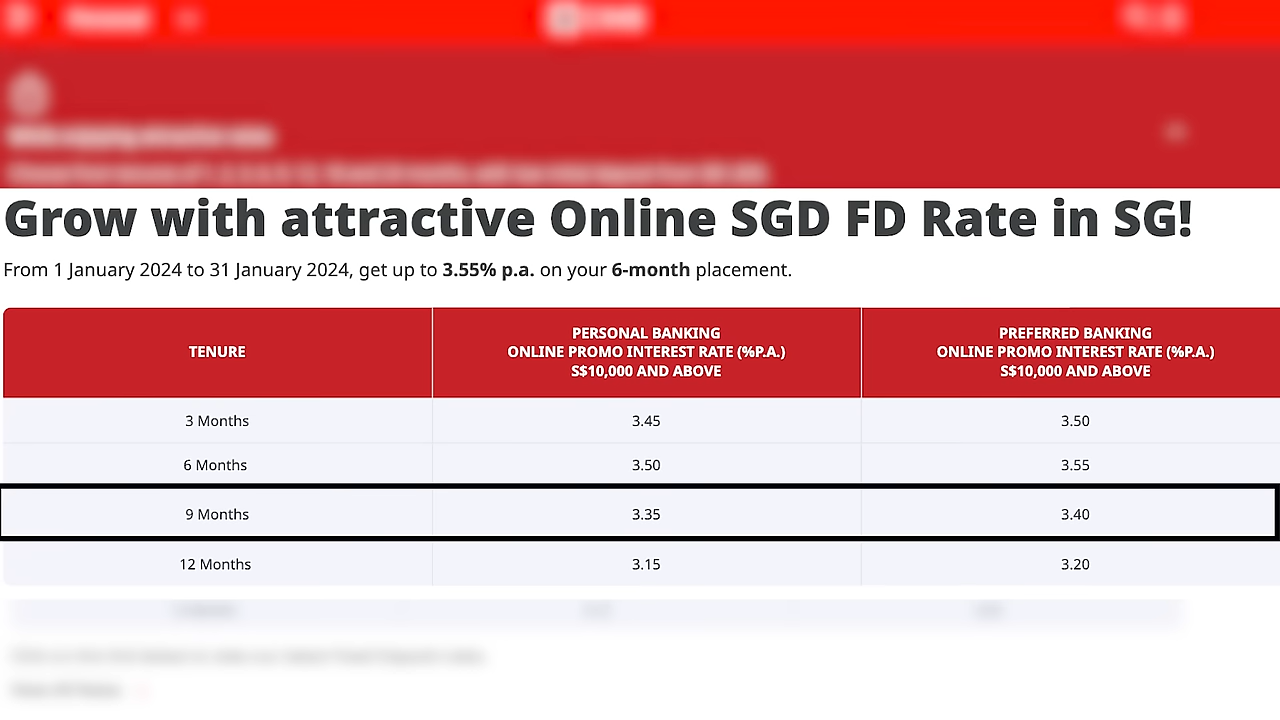 Grow with attractive Online SGD FD Rate in SG!
From 1 January 2024 to 31 January 2024, get up to 3.55% p.a. on your 6-month placement.
TENURE
PERSONAL BANKING
ONLINE PROMO INTEREST RATE (%P.A.)
S$10,000 AND ABOVE
PREFERRED BANKING
ONLINE PROMO INTEREST RATE (%P.A.)
S$10,000 AND ABOVE
3 Months 3.45 3.50
6 Months 3.50 3.55
9 Months 3.35 3.40
12 Months 3.15 3.20